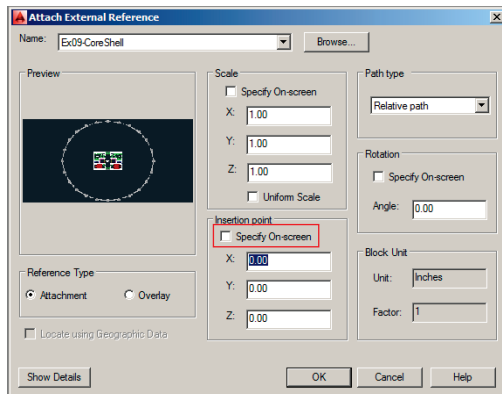 Attach External Reference
Name: Ex09-CoreShell Browse...
Preview
Reference Type
Attachment Overlay
Locate using Geographic Data
Scale
Specify On-screen
X: 1.00
Y: 1.00
Z: 1.00
Uniform Scale
Insertion point
Specify On-screen
X: 0.00
Y: 0.00
Z: 0.00
Path type
Relative path
Rotation
Specify On-screen
Angle: 0.00
Block Unit
Unit: Inches
Factor: 1
Show Details OK Cancel Help